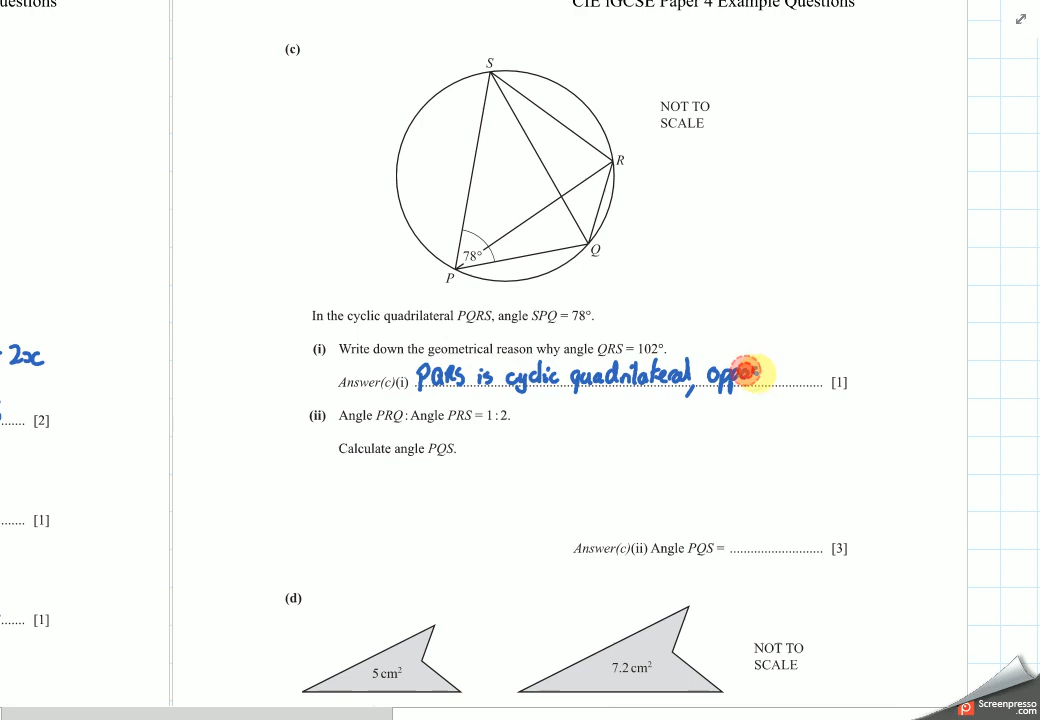 uestions
CIE IGCSE Paper 4 Example Questions
(c)
S
NOT TO
SCALE
R
78°
Q
P
In the cyclic quadrilateral PQRS, angle SPQ = 78°.
(i) Write down the geometrical reason why angle QRS = 102°.
2x
Answer(c)(i) PQRS is cyclic quadrilateral, oppos [1]
(ii) Angle PRQ : Angle PRS = 1 : 2.
[2]
Calculate angle PQS.
[1]
Answer(c)(ii) Angle PQS = .......................... [3]
(d)
[1]
NOT TO
SCALE
5 cm²
7.2 cm²
Screenpresso
.com